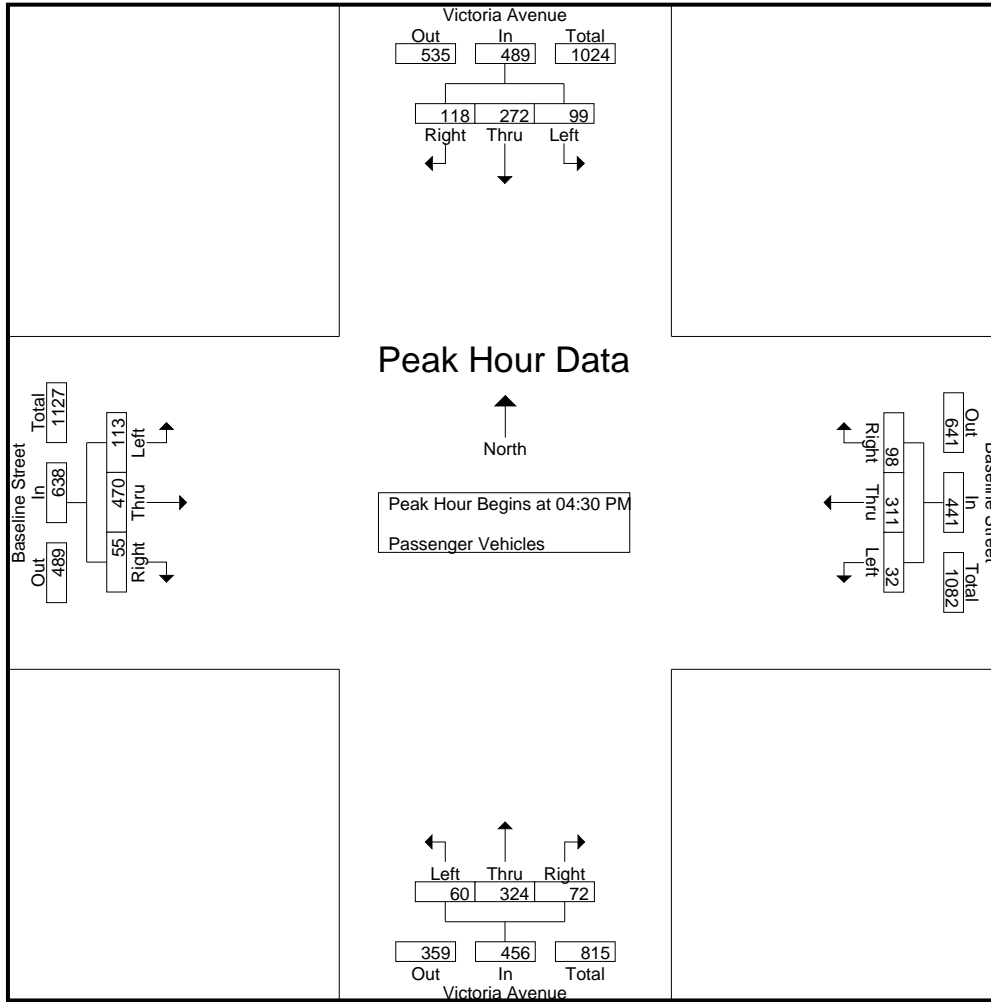 Victoria Avenue
Out In Total
535 489 1024
118 272 99
Right Thru Left
Peak Hour Data
North
Peak Hour Begins at 04:30 PM
Passenger Vehicles
Baseline Street
Out In Total
489 638 1127
Left Thru Right
113 470 55
Baseline Street
Out In Total
641 441 1082
Right Thru Left
98 311 32
Left Thru Right
60 324 72
359 456 815
Out In Total
Victoria Avenue